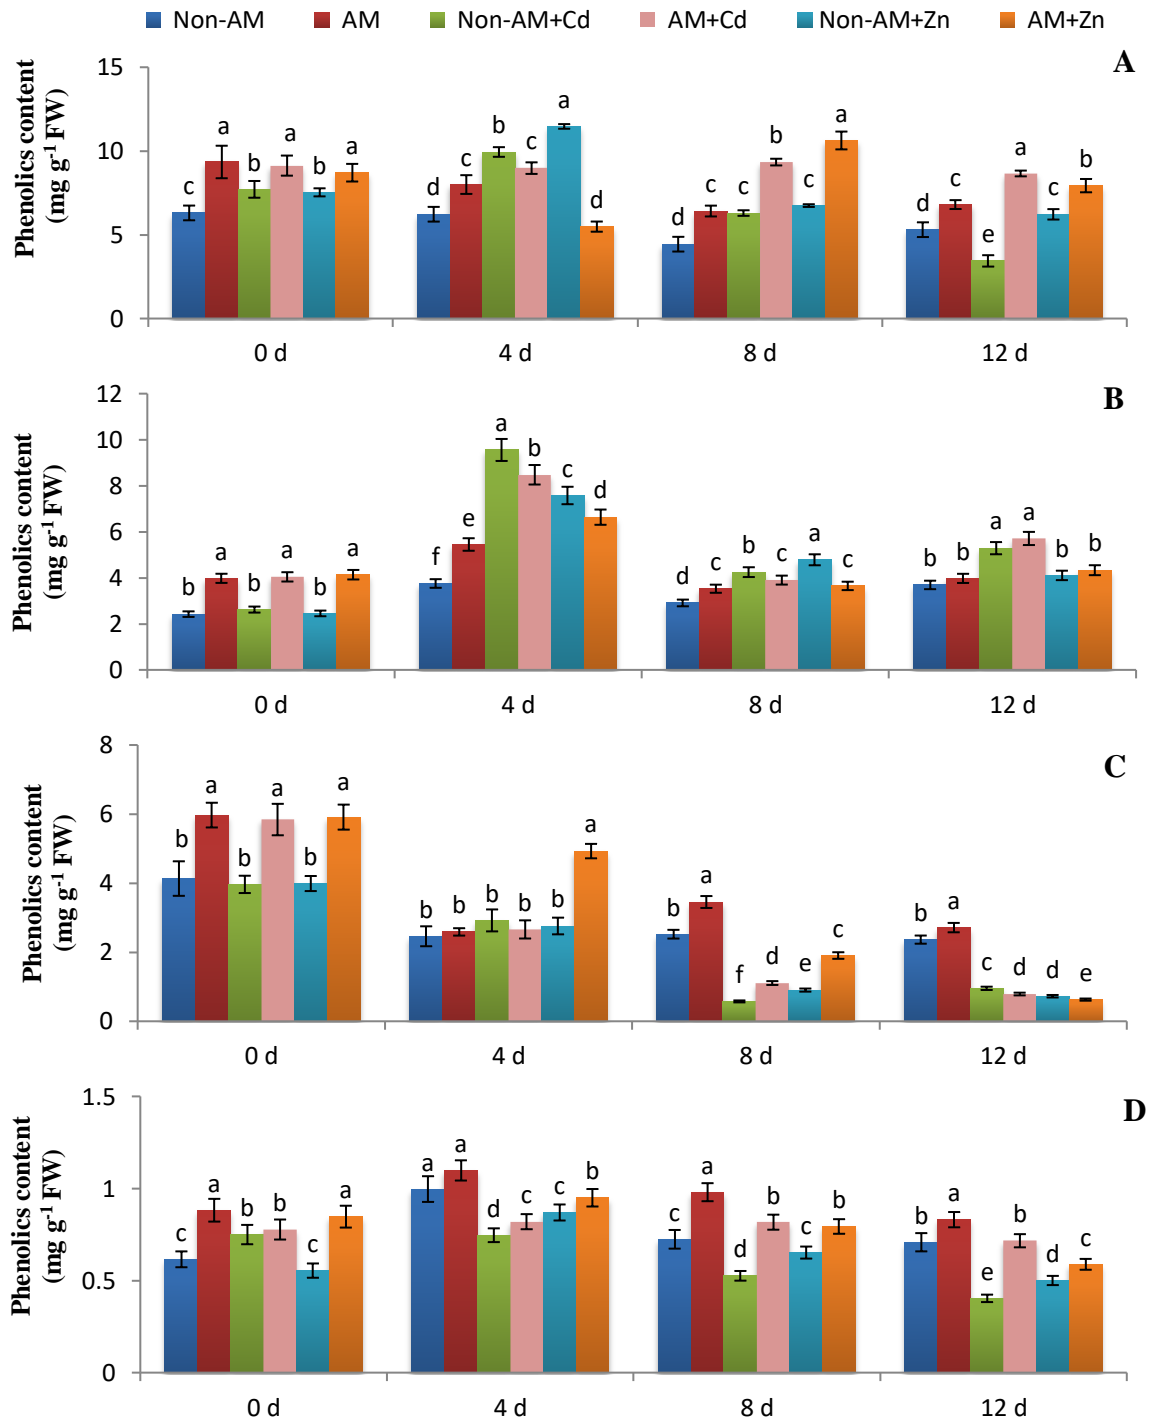 Non-AM AM Non-AM+Cd AM+Cd Non-AM+Zn AM+Zn
A
Phenolics content
(mg g-1 FW)
15
10
5
0
c a b a b a
d c b c a d
d c c b c a
d c e a c b
0 d 4 d 8 d 12 d
B
Phenolics content
(mg g-1 FW)
12
10
8
6
4
2
0
b a b a b a
f e a b c d
d c b c a c
b b a a b b
0 d 4 d 8 d 12 d
C
Phenolics content
(mg g-1 FW)
8
6
4
2
0
b a b a b a
b b b b b a
b a f d e c
b a c d d e
0 d 4 d 8 d 12 d
D
Phenolics content
(mg g-1 FW)
1.5
1
0.5
0
c a b b c a
a a d c c b
c a d b c b
b a e b d c
0 d 4 d 8 d 12 d